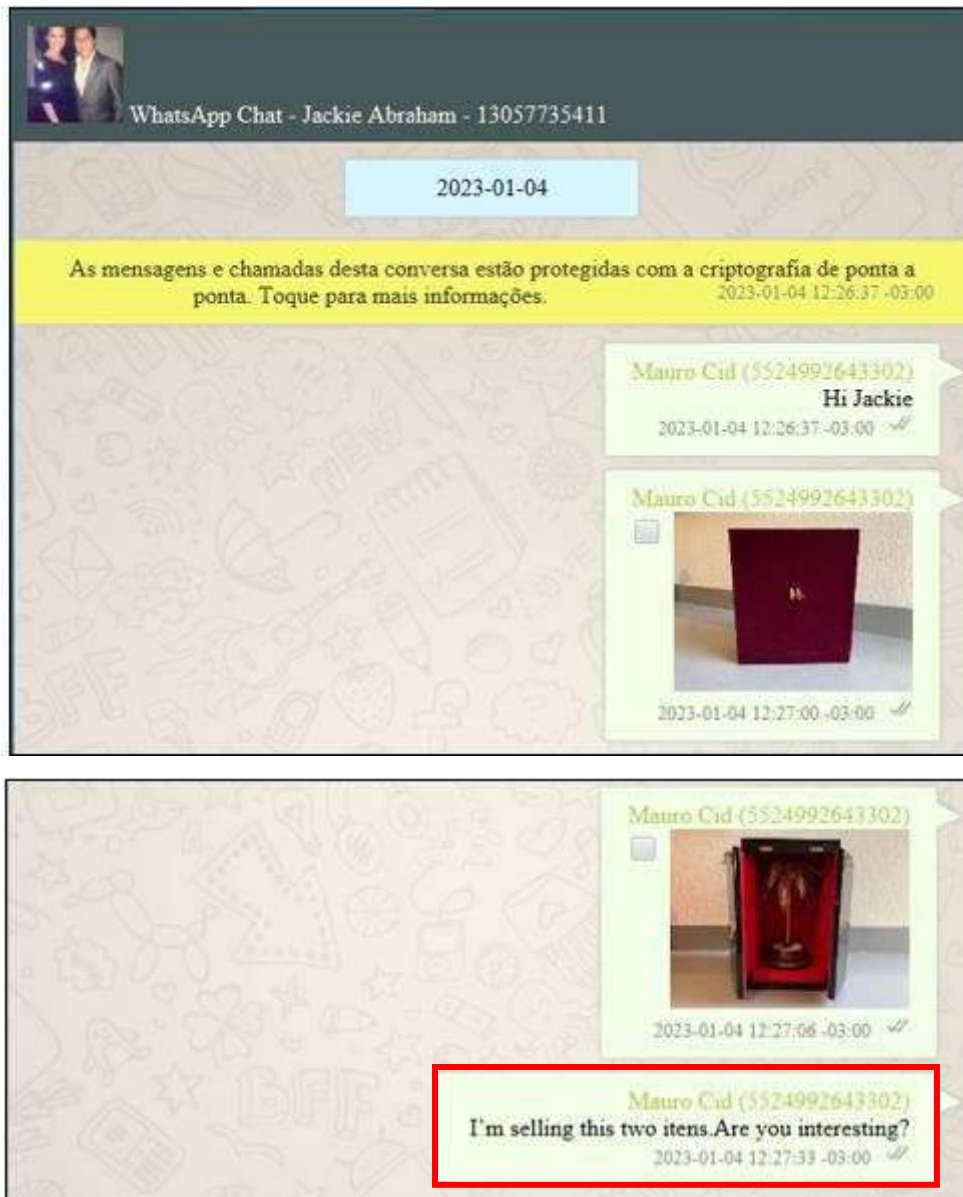 WhatsApp Chat - Jackie Abraham - 13057735411
2023-01-04
As mensagens e chamadas desta conversa estão protegidas com a criptografia de ponta a
ponta. Toque para mais informações.
2023-01-04 12:26:37 -03:00
Mauro Cid (5524992643302)
Hi Jackie
2023-01-04 12:26:37 -03:00
Mauro Cid (5524992643302)
2023-01-04 12:27:00 -03:00
Mauro Cid (5524992643302)
2023-01-04 12:27:06 -03:00
Mauro Cid (5524992643302)
I'm selling this two itens.Are you interesting?
2023-01-04 12:27:33 -03:00